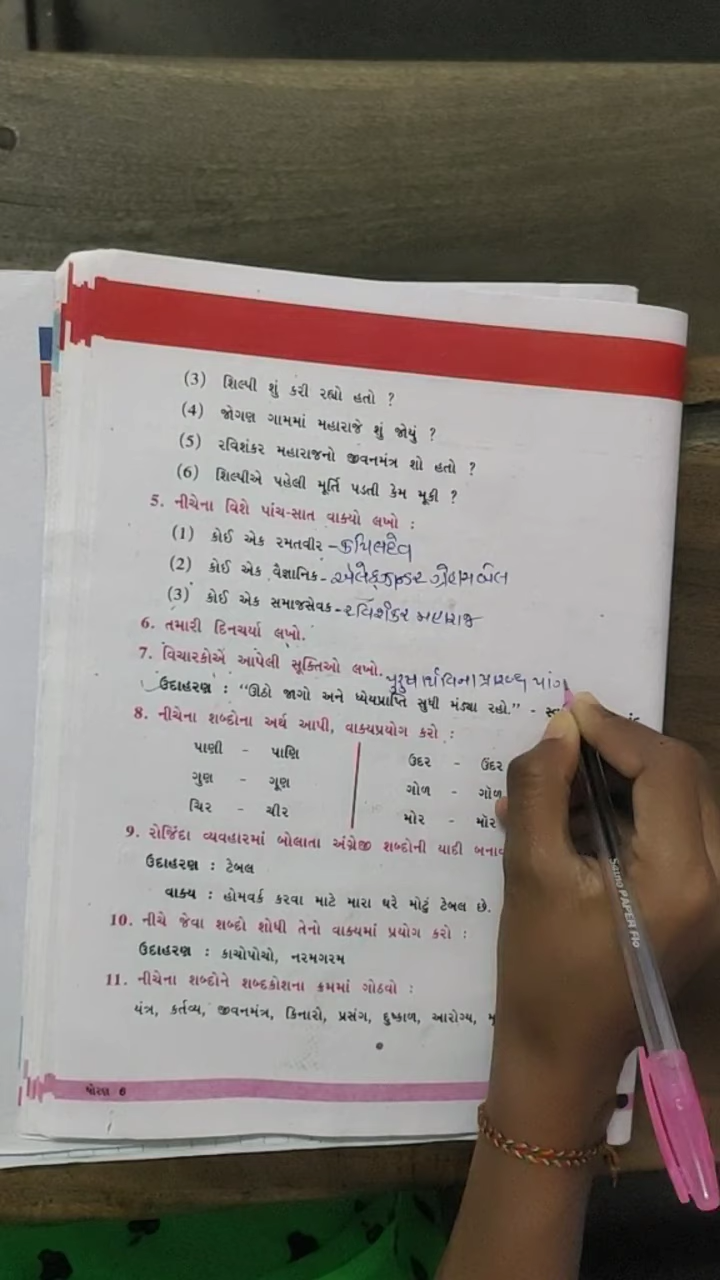 (3) શિલ્પી શું કરી રહ્યો હતો ?
(4) જોગણ ગામમાં મહારાજે શું જોયું ?
(5) રવિશંકર મહારાજનો જીવનમંત્ર શો હતો ?
(6) શિલ્પીએ પહેલી મૂર્તિ પડતી કેમ મૂકી ?
5. નીચેના વિશે પાંચ-સાત વાક્યો લખો :
(1) કોઈ એક રમતવીર - કપિલદેવ
(2) કોઈ એક વૈજ્ઞાનિક - એલેક્ઝાન્ડર ગ્રેહામ બેલ
(3) કોઈ એક સમાજસેવક - રવિશંકર મહારાજ
6. તમારી દિનચર્યા લખો.
7. વિચારકોએ આપેલી સૂક્તિઓ લખો. પુરુષાર્થ વિના પ્રારબ્ધ પાંગ
ઉદાહરણ : “ઊઠો જાગો અને ધ્યેયપ્રાપ્તિ સુધી મંડ્યા રહો.” -
8. નીચેના શબ્દોના અર્થ આપી, વાક્યપ્રયોગ કરો :
પાણી - પાણિ ઉદર - ઉંદર
ગુણ - ગૂણ ગોળ - ગૉળ
ચિર - ચીર મોર - મૉર
9. રોજિંદા વ્યવહારમાં બોલાતા અંગ્રેજી શબ્દોની યાદી બનાવ
ઉદાહરણ : ટેબલ
વાક્ય : હોમવર્ક કરવા માટે મારા ઘરે મોટું ટેબલ છે.
10. નીચે જેવા શબ્દો શોધી તેનો વાક્યમાં પ્રયોગ કરો :
ઉદાહરણ : કાચોપોચો, નરમગરમ
11. નીચેના શબ્દોને શબ્દકોશના ક્રમમાં ગોઠવો :
યંત્ર, કર્તવ્ય, જીવનમંત્ર, કિનારો, પ્રસંગ, દુષ્કાળ, આરોગ્ય,
ધોરણ 6
Saino PAPER Flo